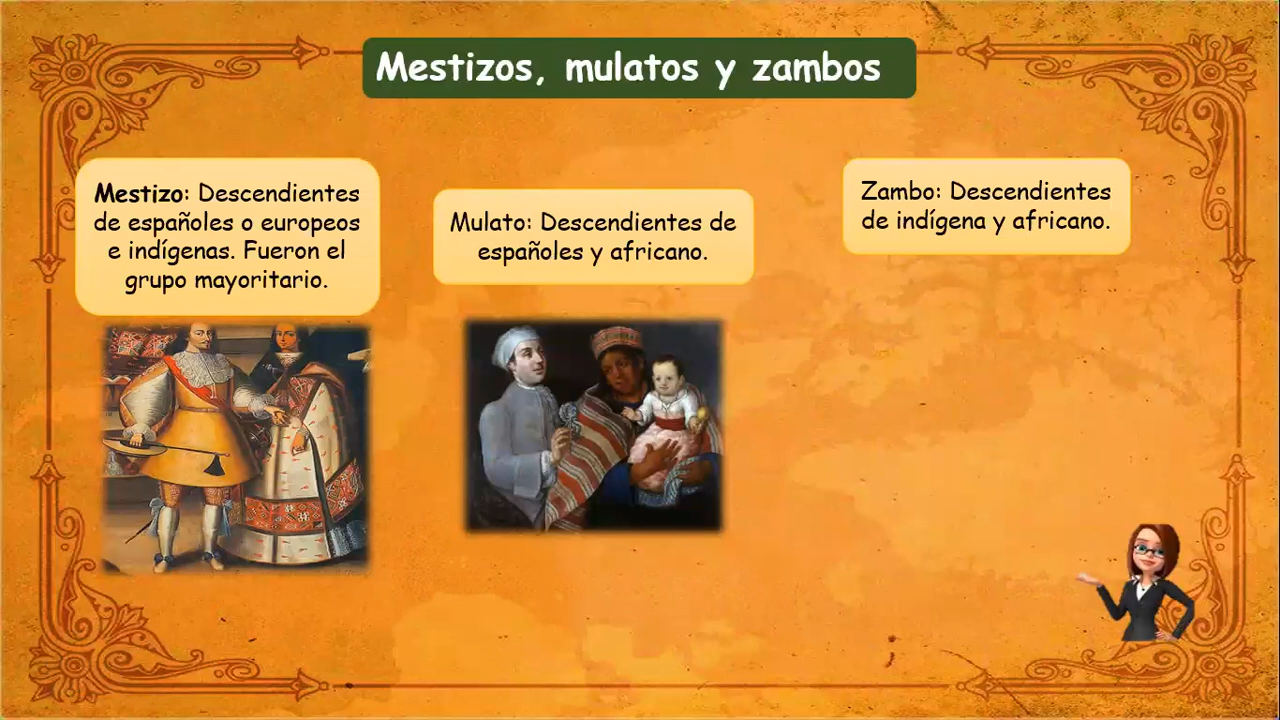 Mestizos, mulatos y zambos
Mestizo: Descendientes
de españoles o europeos
e indígenas. Fueron el
grupo mayoritario.
Mulato: Descendientes de
españoles y africano.
Zambo: Descendientes
de indígena y africano.